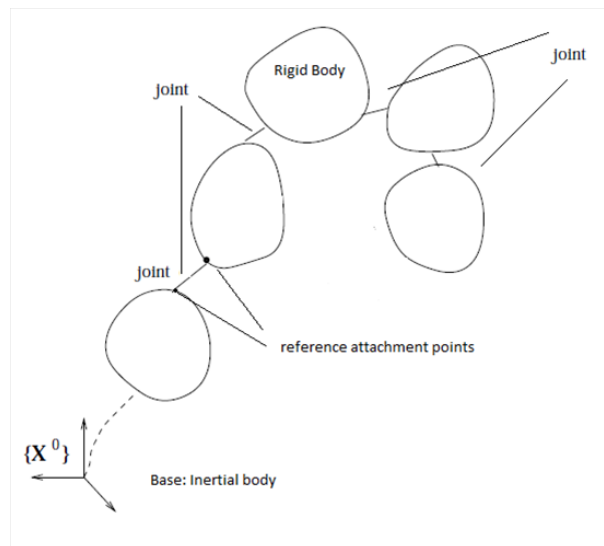 Rigid Body
joint
joint
joint
reference attachment points
{X⁰}
Base: Inertial body